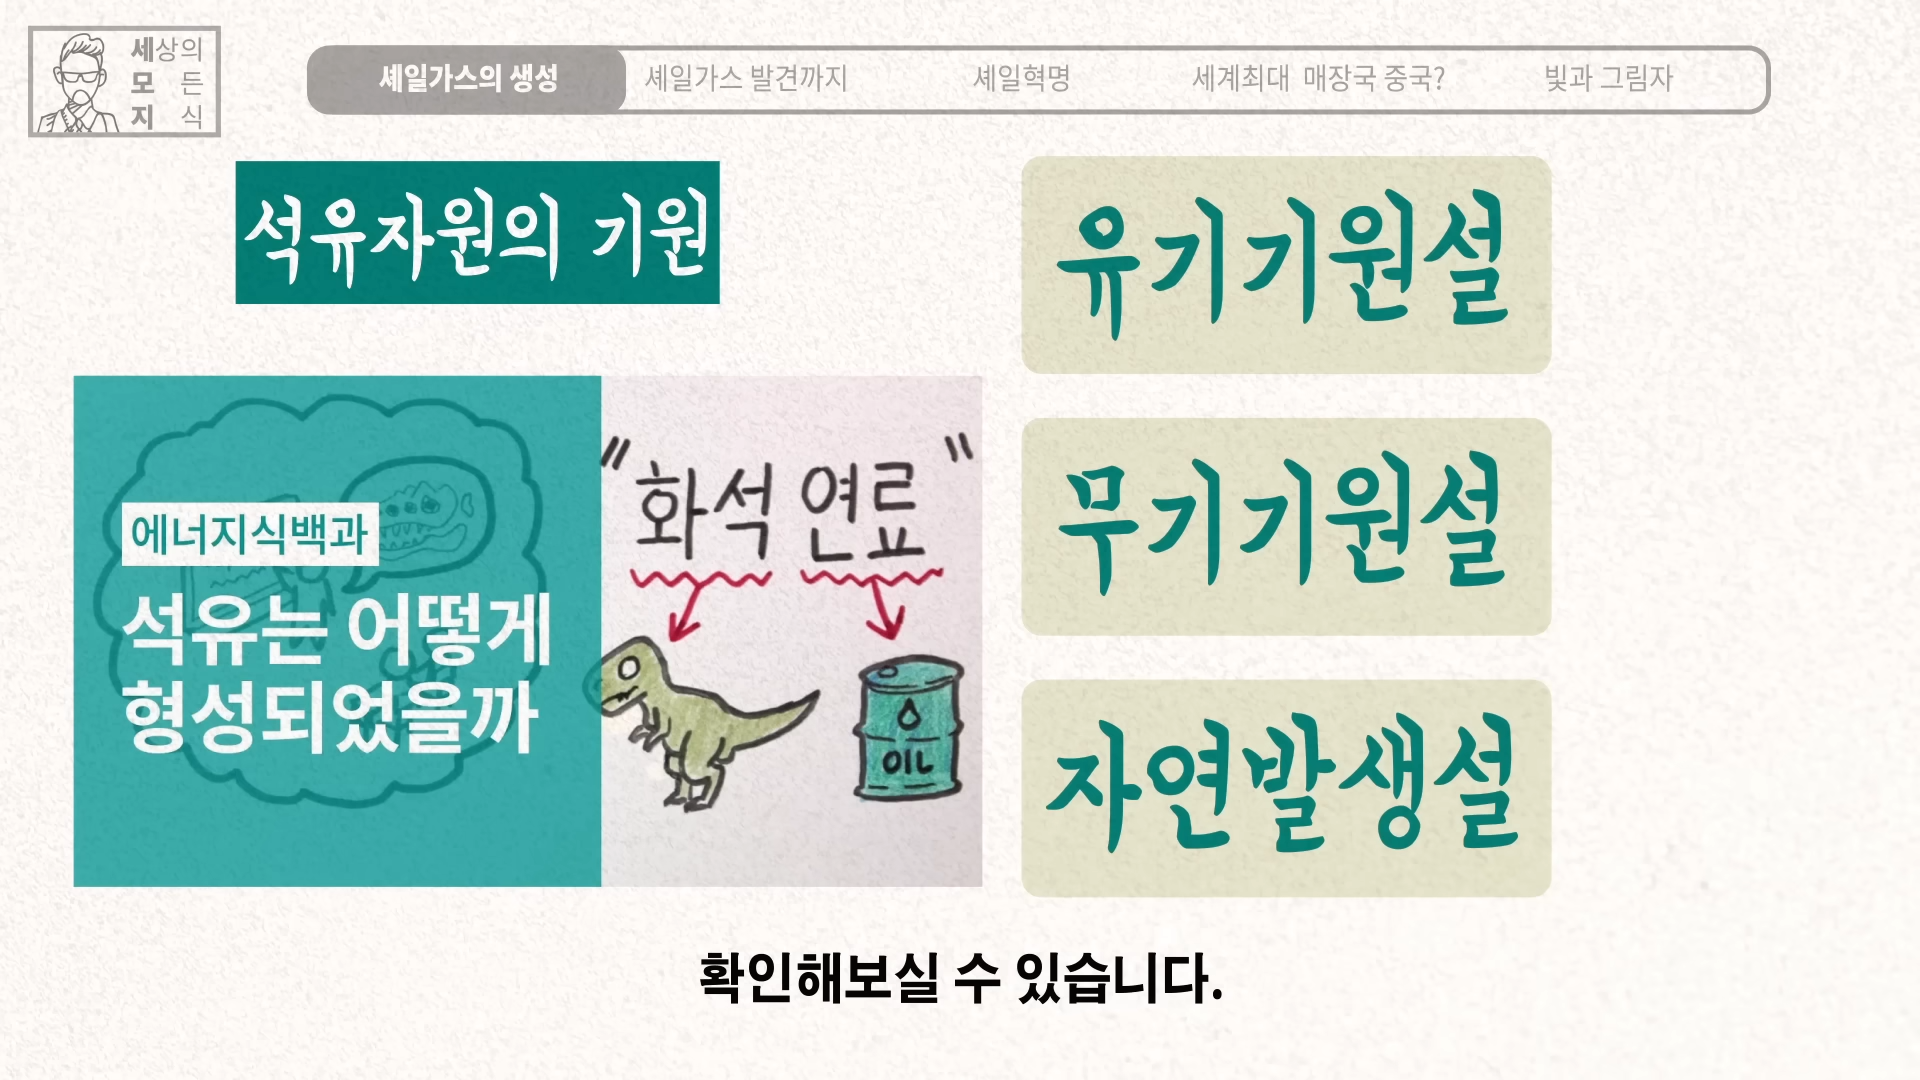 세상의
모든
지식
셰일가스의 생성
셰일가스 발견까지
셰일혁명
세계최대 매장국 중국?
빛과 그림자
석유자원의 기원
에너지식백과
석유는 어떻게
형성되었을까
"화석 연료"
OIL
유기기원설
무기기원설
자연발생설
확인해보실 수 있습니다.